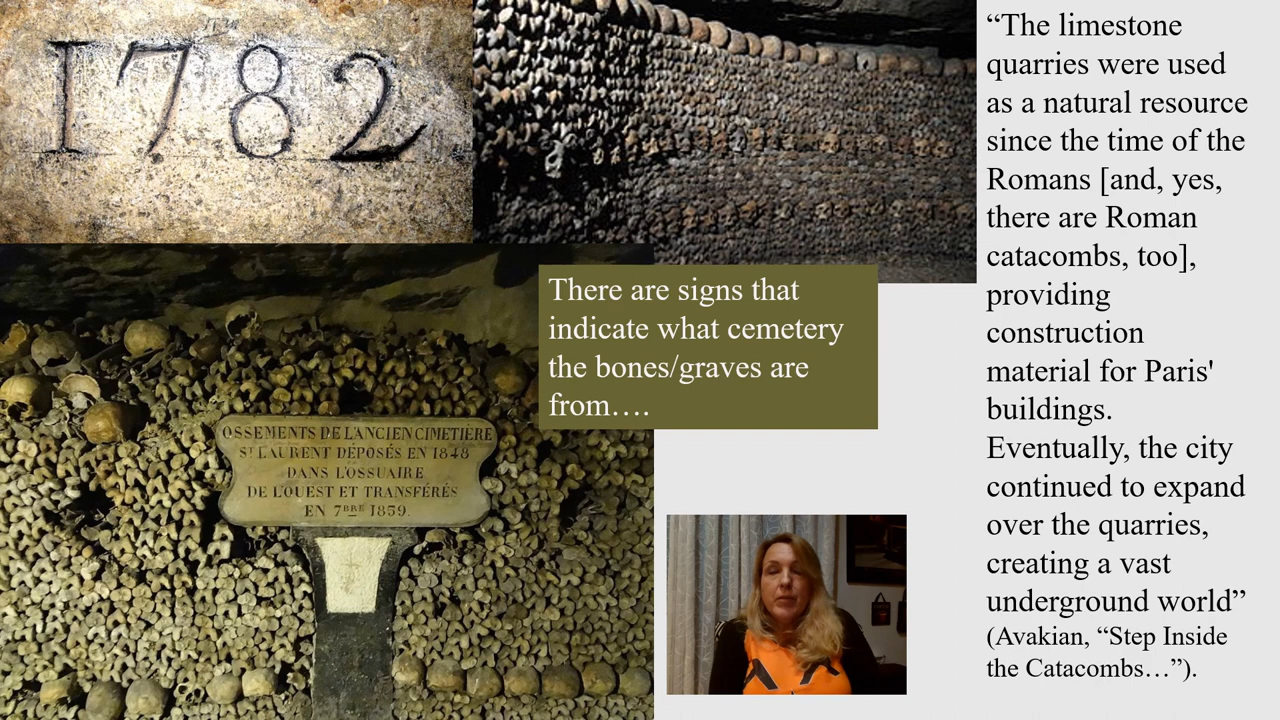 1782
“The limestone
quarries were used
as a natural resource
since the time of the
Romans [and, yes,
there are Roman
catacombs, too],
providing
construction
material for Paris'
buildings.
Eventually, the city
continued to expand
over the quarries,
creating a vast
underground world”
(Avakian, “Step Inside
the Catacombs…”).
There are signs that
indicate what cemetery
the bones/graves are
from….
OSSEMENTS DE L'ANCIEN CIMETIÈRE
ST LAURENT DÉPOSÉS EN 1848
DANS L'OSSUAIRE
DE L'OUEST ET TRANSFÉRÉS
EN 7BRE 1859.